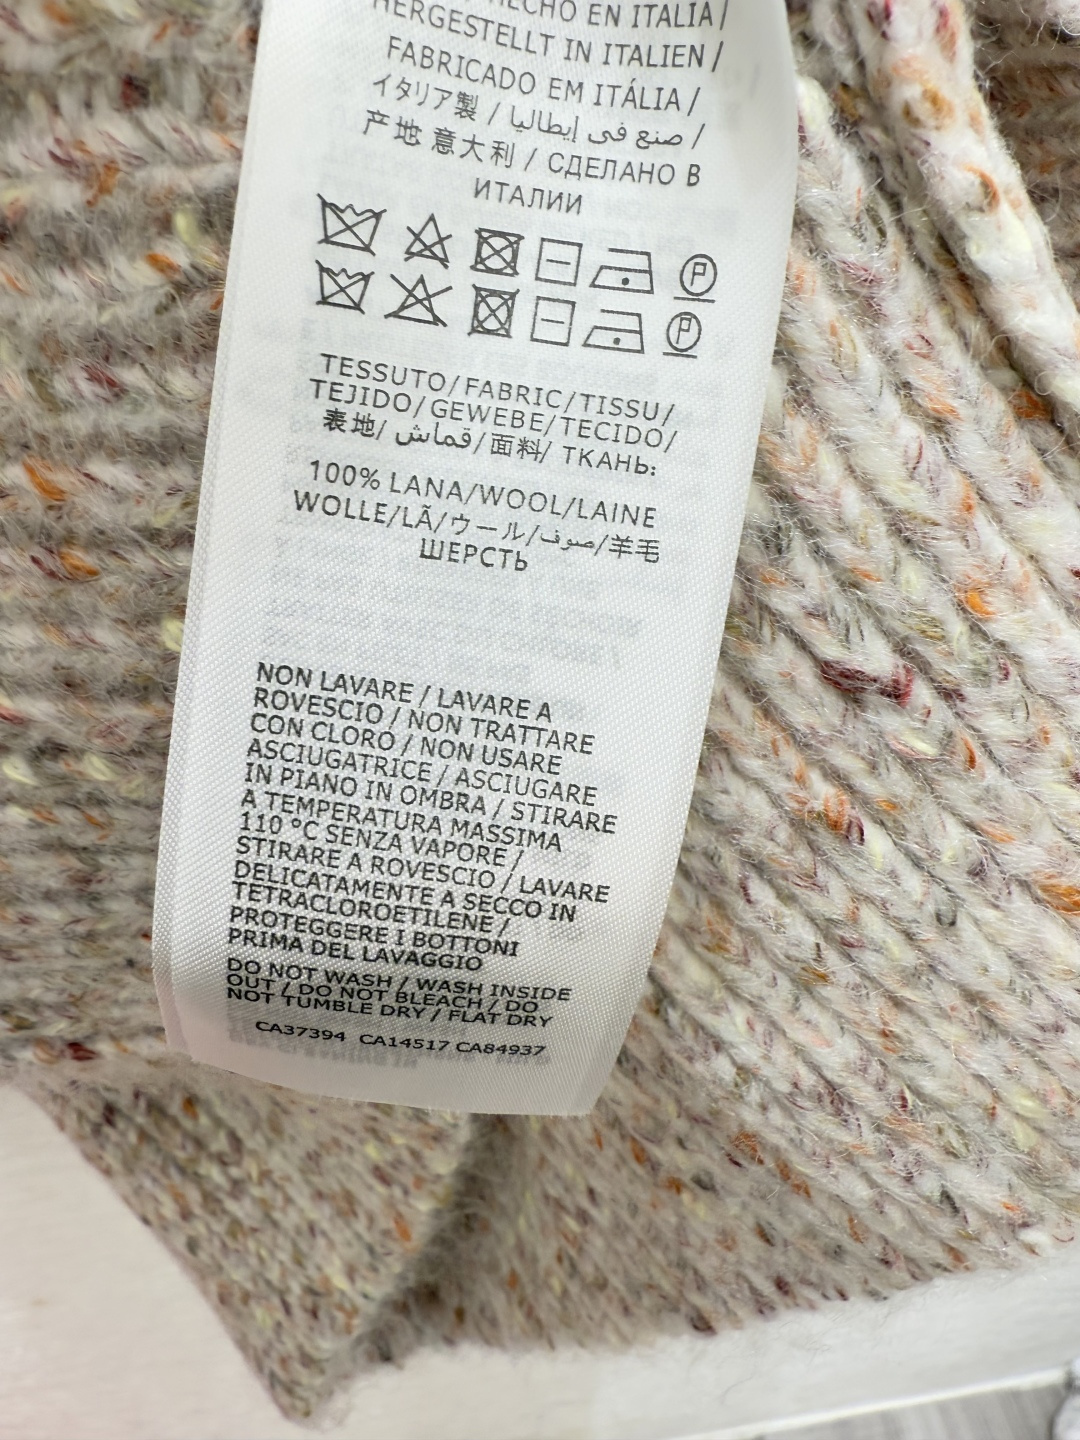 HECHO EN ITALIA /
HERGESTELLT IN ITALIEN /
FABRICADO EM ITÁLIA /
イタリア製 / صنع في إيطاليا /
产地 意大利 / СДЕЛАНО В
ИТАЛИИ
TESSUTO/FABRIC/TISSU/
TEJIDO/GEWEBE/TECIDO/
表地/ قماش/面料/ ТКАНЬ:
100% LANA/WOOL/LAINE
WOLLE/LÃ/ウール/صوف/羊毛
ШЕРСТЬ
NON LAVARE / LAVARE A
ROVESCIO / NON TRATTARE
CON CLORO / NON USARE
ASCIUGATRICE / ASCIUGARE
IN PIANO IN OMBRA / STIRARE
A TEMPERATURA MASSIMA
110 °C SENZA VAPORE /
STIRARE A ROVESCIO / LAVARE
DELICATAMENTE A SECCO IN
TETRACLOROETILENE /
PROTEGGERE I BOTTONI
PRIMA DEL LAVAGGIO
DO NOT WASH / WASH INSIDE
OUT / DO NOT BLEACH / DO
NOT TUMBLE DRY / FLAT DRY
CA37394 CA14517 CA84937